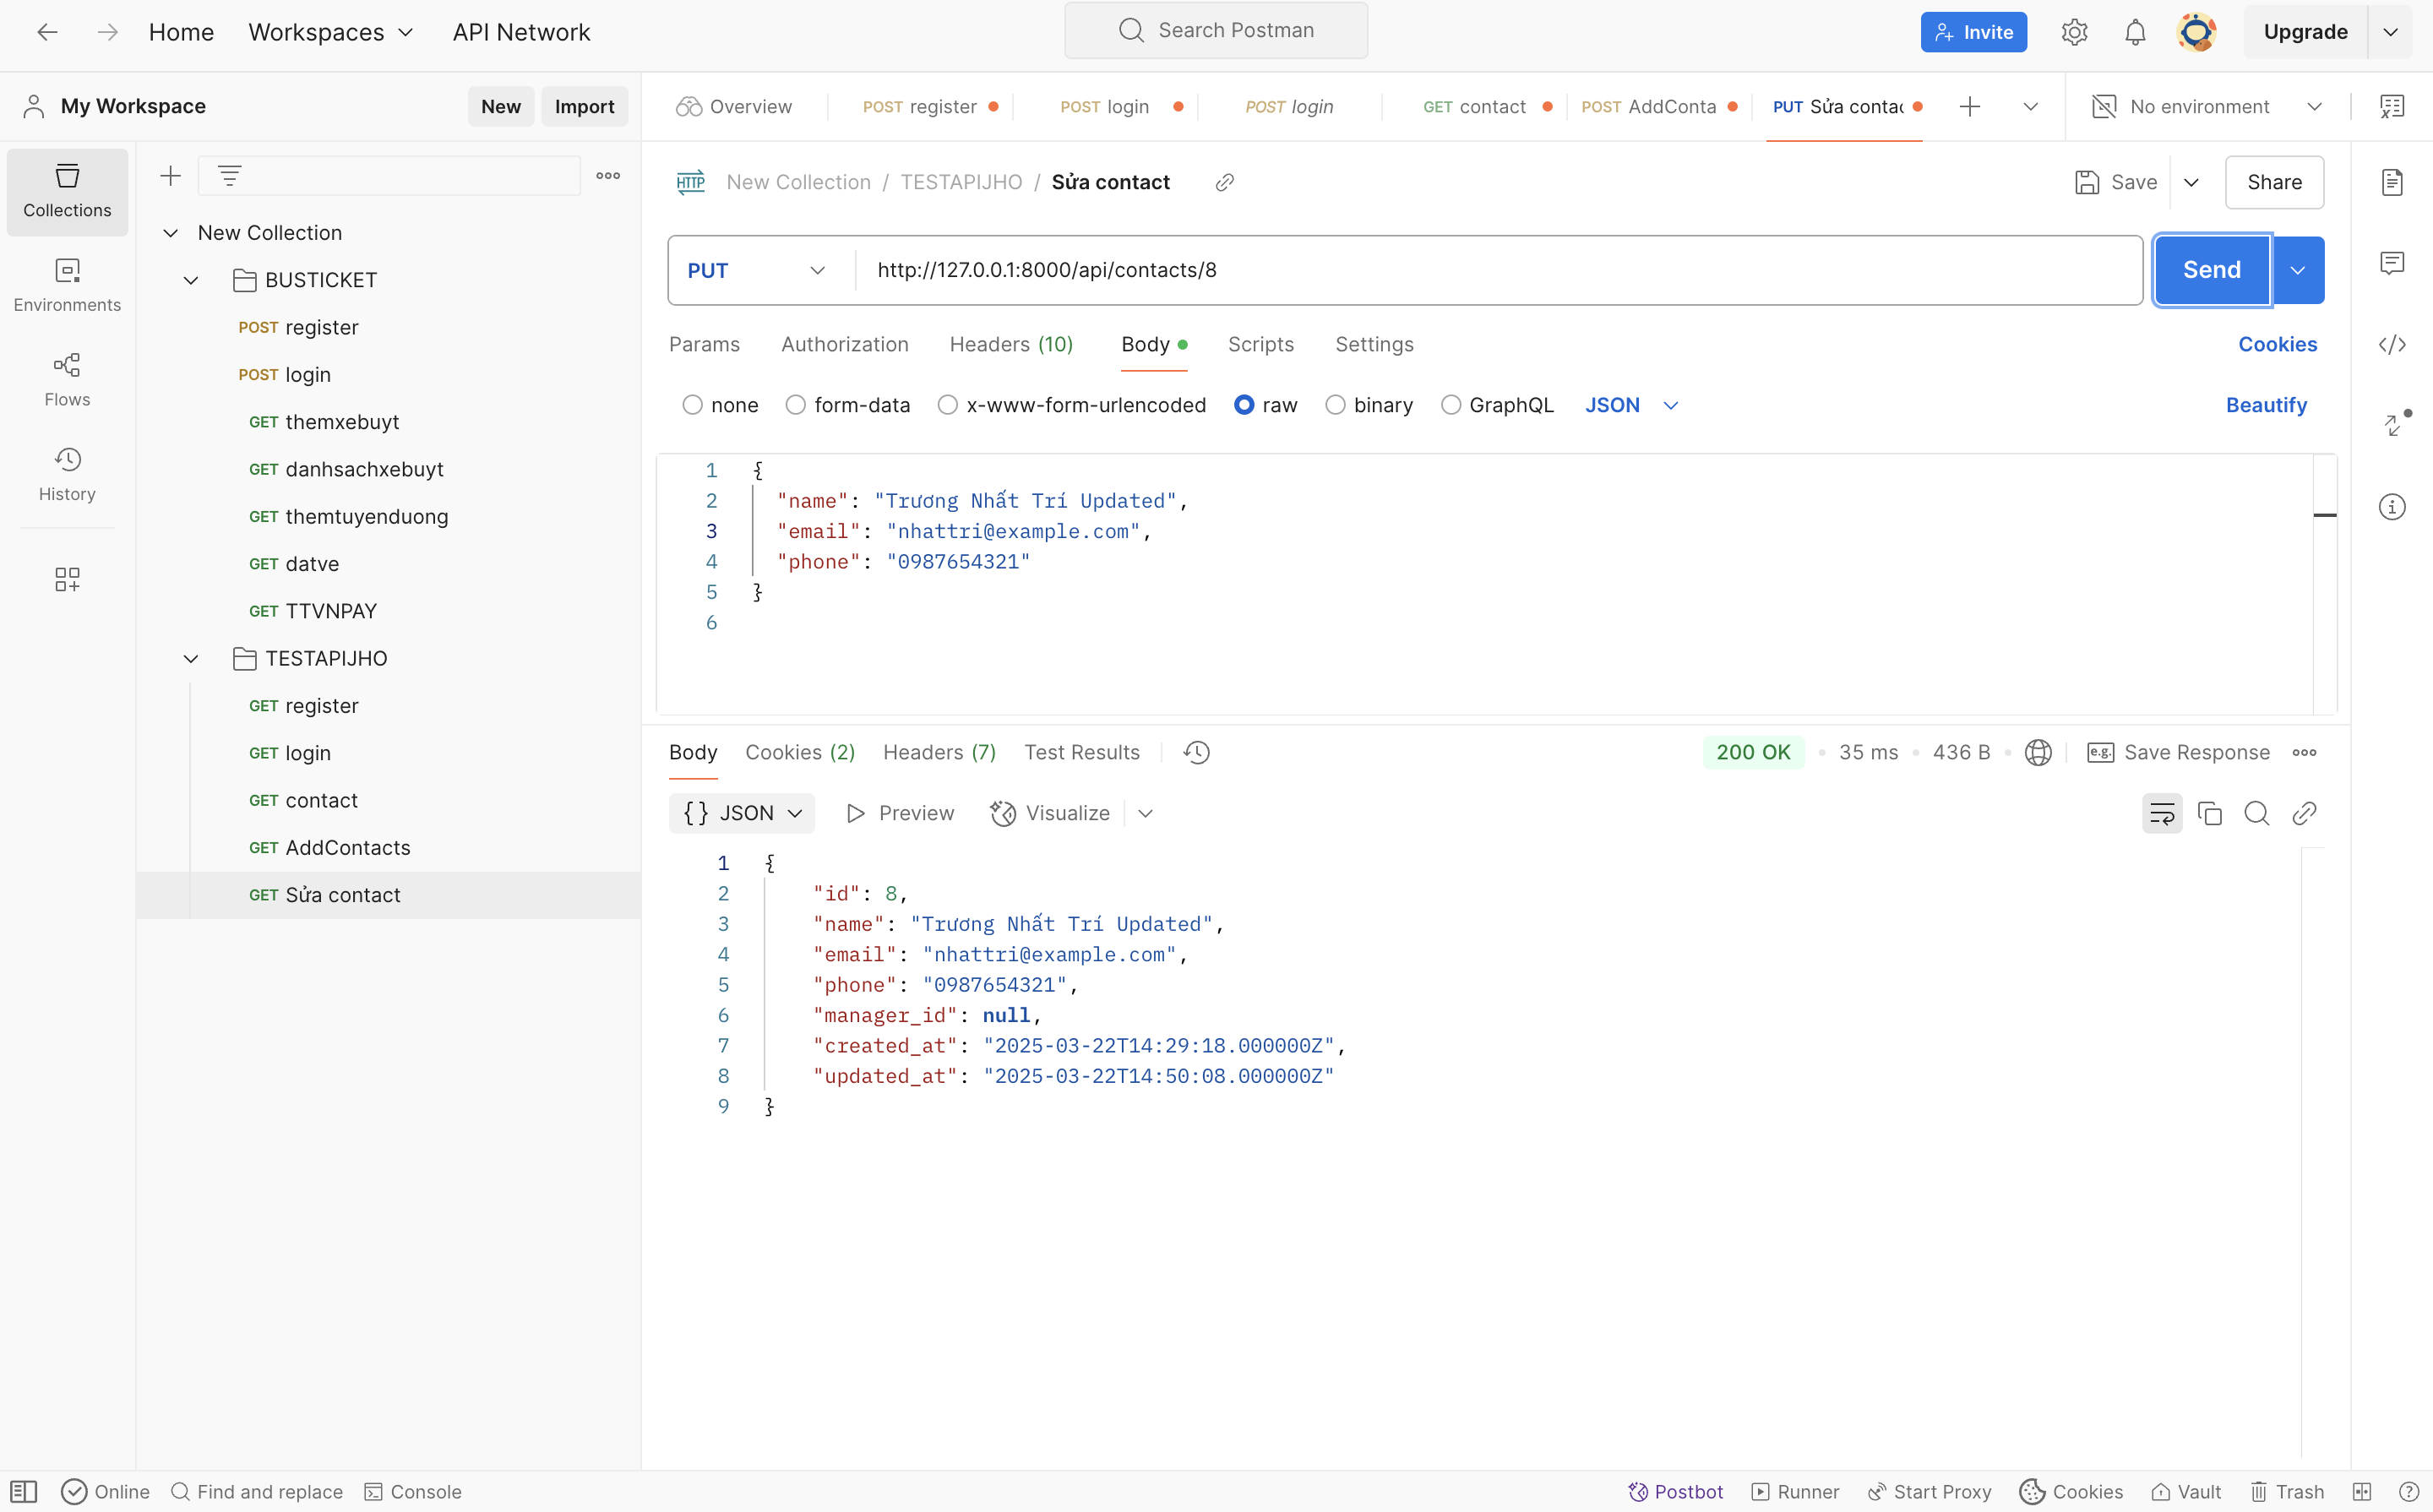 Home Workspaces API Network Search Postman Invite Upgrade
My Workspace New Import
Overview POST register POST login POST login GET contact POST AddConta PUT Sửa contac No environment
Collections
Environments
Flows
History
New Collection
BUSTICKET
POST register
POST login
GET themxebuyt
GET danhsachxebuyt
GET themtuyenduong
GET datve
GET TTVNPAY
TESTAPIJHO
GET register
GET login
GET contact
GET AddContacts
GET Sửa contact
HTTP New Collection / TESTAPIJHO / Sửa contact Save Share
PUT http://127.0.0.1:8000/api/contacts/8 Send
Params Authorization Headers (10) Body Scripts Settings Cookies
none form-data x-www-form-urlencoded raw binary GraphQL JSON Beautify
1 {
2 "name": "Trương Nhất Trí Updated",
3 "email": "nhattri@example.com",
4 "phone": "0987654321"
5 }
6
Body Cookies (2) Headers (7) Test Results 200 OK 35 ms 436 B e.g. Save Response
{} JSON Preview Visualize
1 {
2 "id": 8,
3 "name": "Trương Nhất Trí Updated",
4 "email": "nhattri@example.com",
5 "phone": "0987654321",
6 "manager_id": null,
7 "created_at": "2025-03-22T14:29:18.000000Z",
8 "updated_at": "2025-03-22T14:50:08.000000Z"
9 }
Online Find and replace Console Postbot Runner Start Proxy Cookies Vault Trash